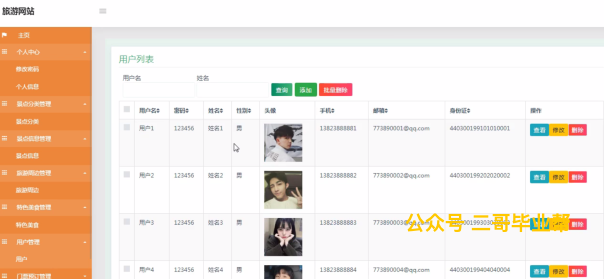 旅游网站
主页
个人中心
修改密码
个人信息
景点分类管理
景点分类
景点信息管理
景点信息
旅游周边管理
旅游周边
特色美食管理
特色美食
用户管理
用户
门票预订管理
用户列表
用户名 姓名
查询 添加 批量删除
用户名 密码 姓名 性别 头像 手机 邮箱 身份证 操作
用户1 123456 姓名1 男 13823888881 773890001@qq.com 440300199101010001 查看 修改 删除
用户2 123456 姓名2 男 13823888882 773890002@qq.com 440300199202020002 查看 修改 删除
用户3 123456 姓名3 男 13823888883 773890003@qq.com 修改 删除
公众号 二哥毕业帮
用户4 123456 姓名4 男 13823888884 773890004@qq.com 440300199404040004 查看 修改 删除